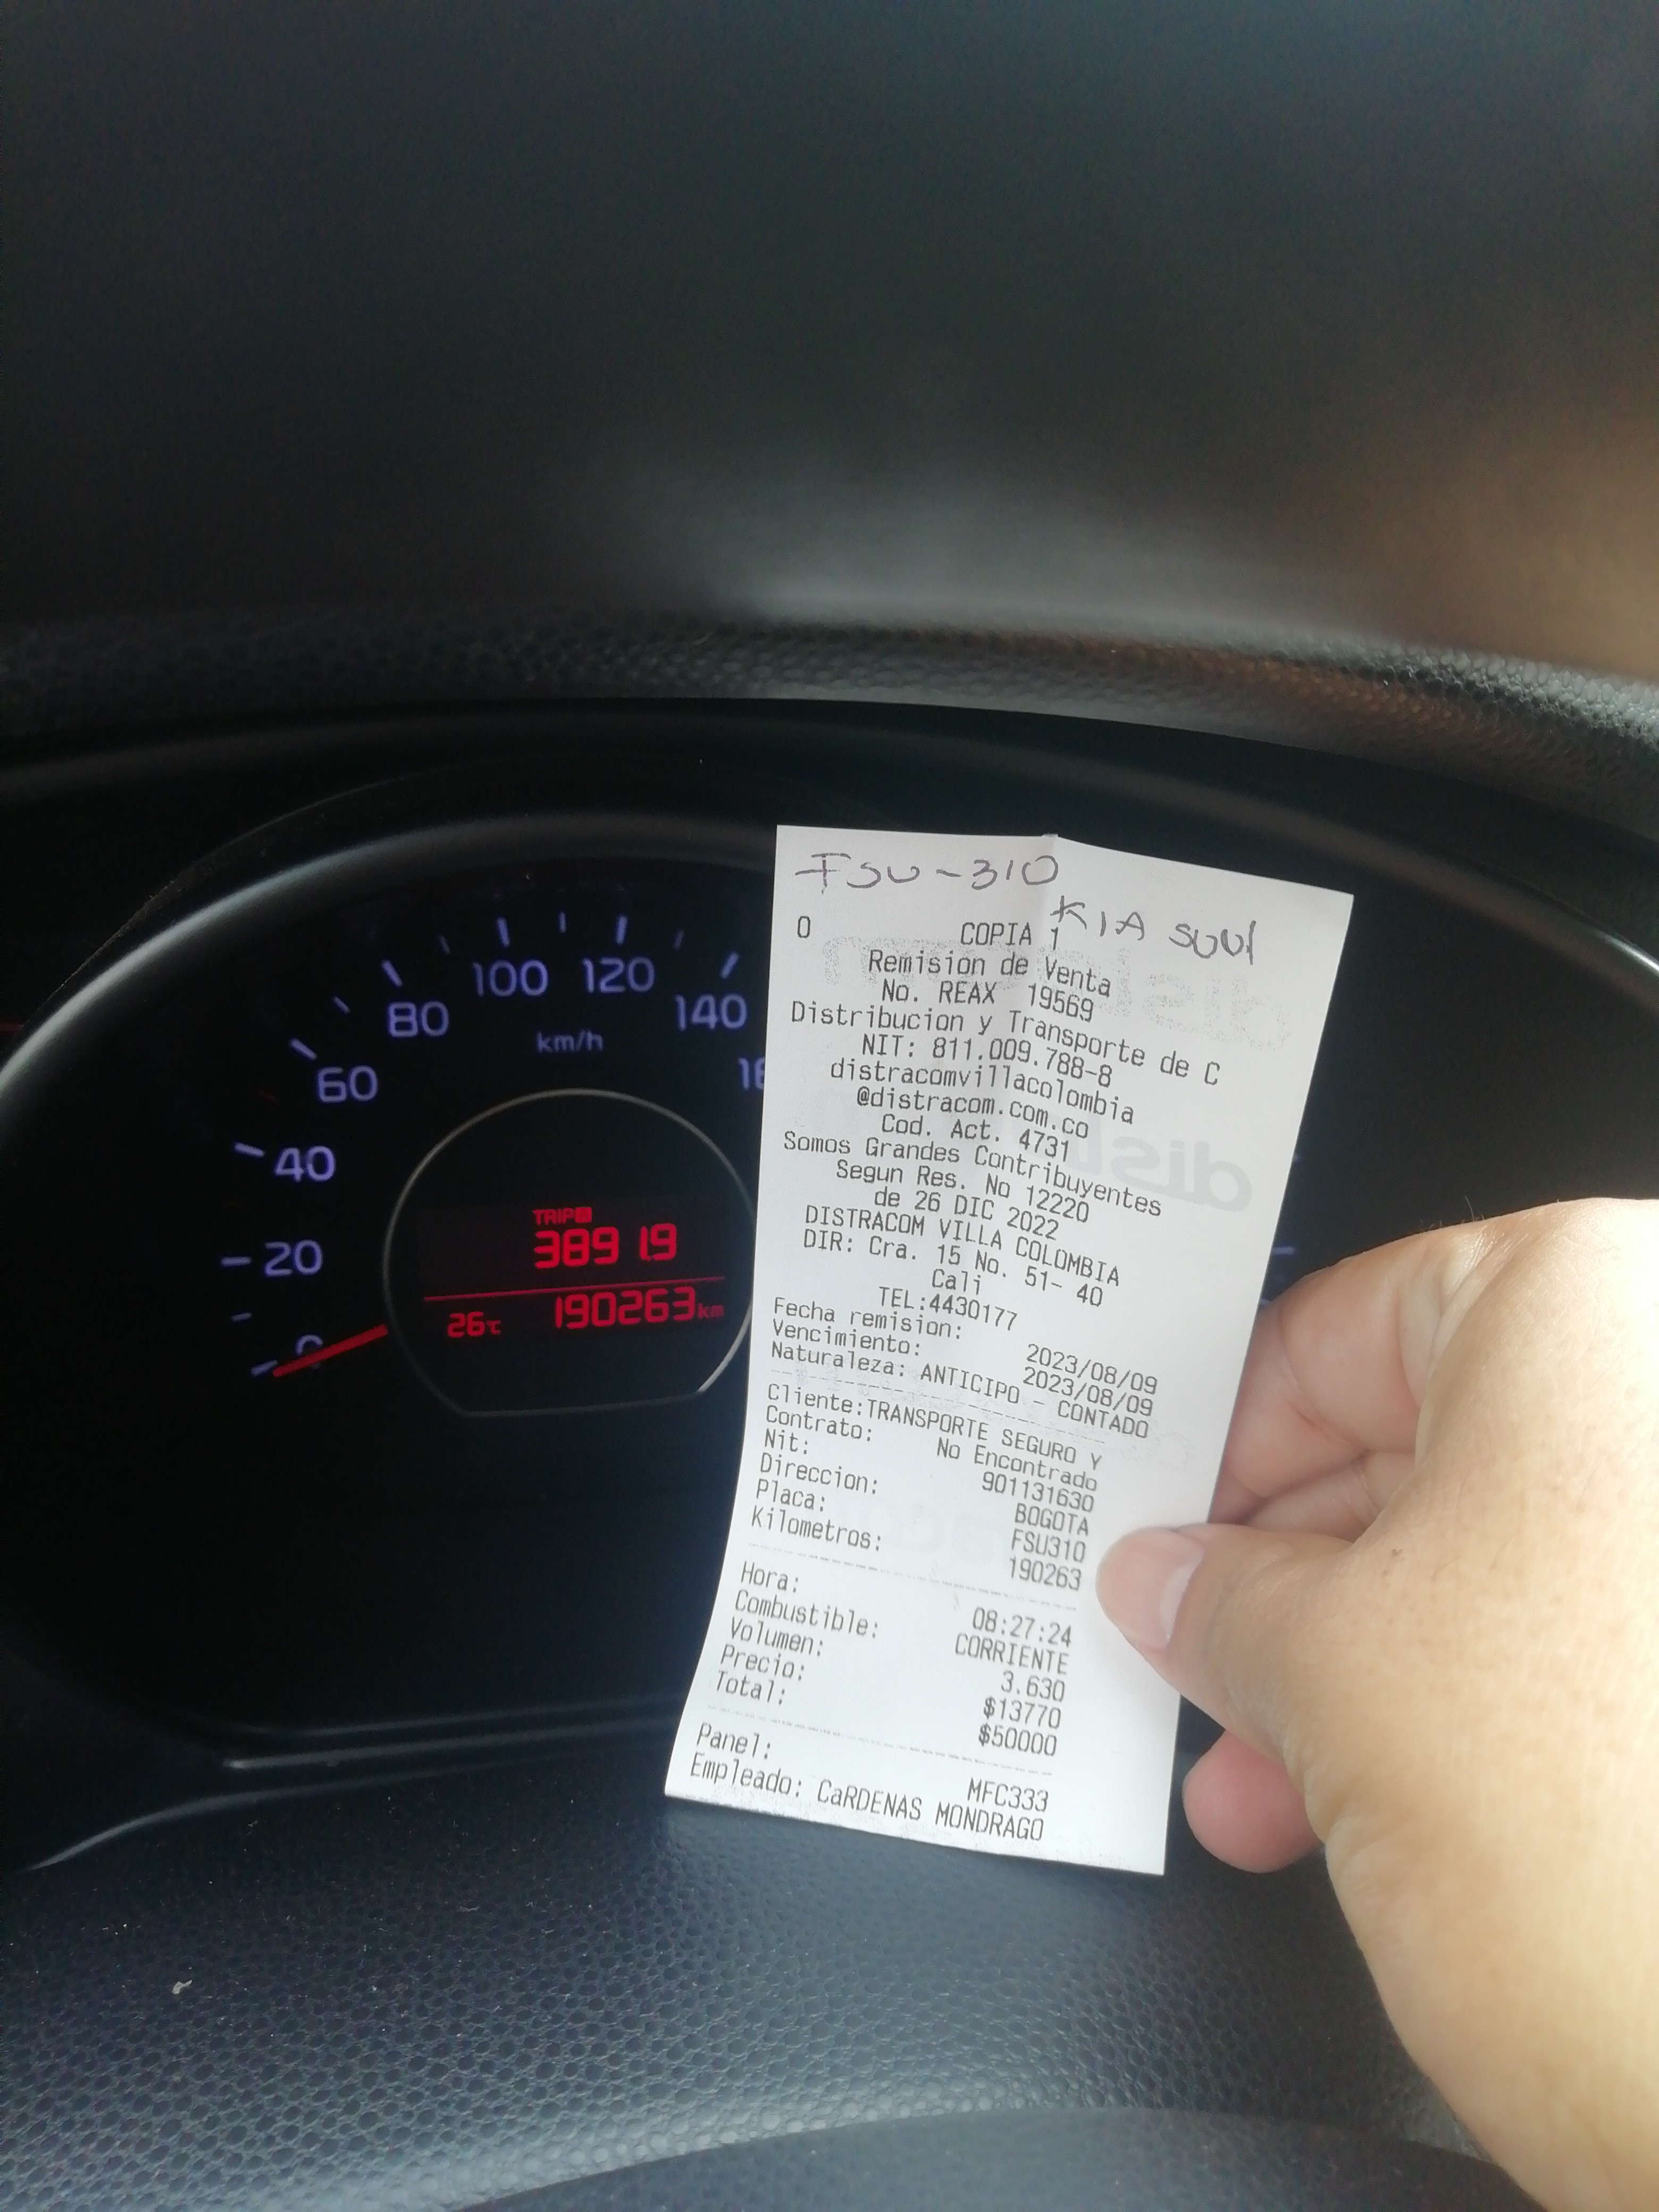 FSU-310
KIA soul
0 COPIA 1
Remision de Venta
No. REAX 19569
Distribucion y Transporte de C
NIT: 811.009.788-8
distracomvillacolombia
@distracom.com.co
Cod. Act. 4731
Somos Grandes Contribuyentes
Segun Res. No 12220
de 26 DIC 2022
DISTRACOM VILLA COLOMBIA
DIR: Cra. 15 No. 51- 40
Cali
TEL:4430177
Fecha remision: 2023/08/09
Vencimiento: 2023/08/09
Naturaleza: ANTICIPO - CONTADO
Cliente:TRANSPORTE SEGURO Y
Contrato: No Encontrado
Nit: 901131630
Direccion: BOGOTA
Placa: FSU310
Kilometros: 190263
Hora: 08:27:24
Combustible: CORRIENTE
Volumen: 3.630
Precio: $13770
Total: $50000
Panel: MFC333
Empleado: CaRDENAS MONDRAGO
100 120
80 140
km/h
60
40
20
0
TRIP A
3891.9
26°C 190263 km